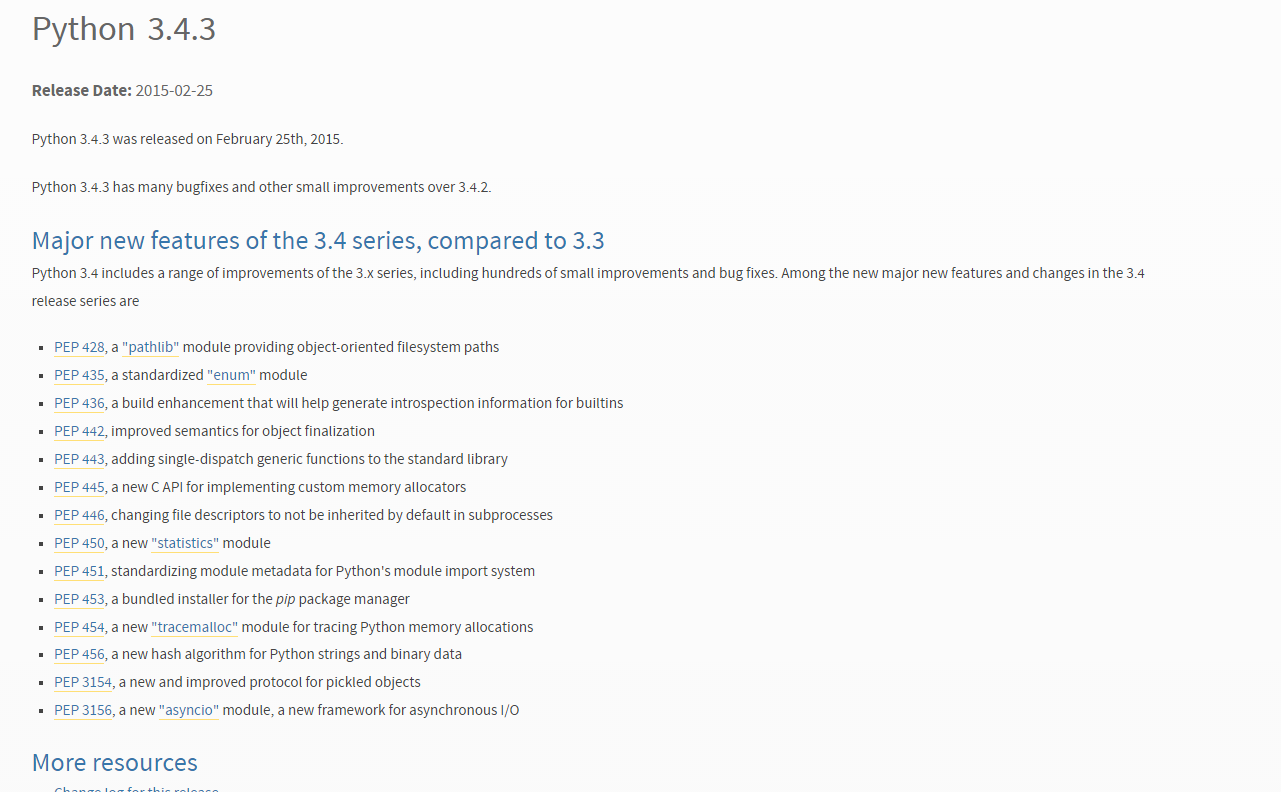 Python 3.4.3
Release Date: 2015-02-25
Python 3.4.3 was released on February 25th, 2015.
Python 3.4.3 has many bugfixes and other small improvements over 3.4.2.
Major new features of the 3.4 series, compared to 3.3
Python 3.4 includes a range of improvements of the 3.x series, including hundreds of small improvements and bug fixes. Among the new major new features and changes in the 3.4
release series are
PEP 428, a "pathlib" module providing object-oriented filesystem paths
PEP 435, a standardized "enum" module
PEP 436, a build enhancement that will help generate introspection information for builtins
PEP 442, improved semantics for object finalization
PEP 443, adding single-dispatch generic functions to the standard library
PEP 445, a new C API for implementing custom memory allocators
PEP 446, changing file descriptors to not be inherited by default in subprocesses
PEP 450, a new "statistics" module
PEP 451, standardizing module metadata for Python's module import system
PEP 453, a bundled installer for the pip package manager
PEP 454, a new "tracemalloc" module for tracing Python memory allocations
PEP 456, a new hash algorithm for Python strings and binary data
PEP 3154, a new and improved protocol for pickled objects
PEP 3156, a new "asyncio" module, a new framework for asynchronous I/O
More resources
Change log for this release